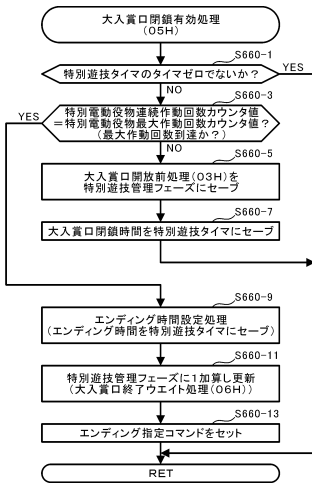 大入賞口閉鎖有効処理
(05H)
S660-1
特別遊技タイマのタイマゼロでないか？
YES
NO
S660-3
YES
特別電動役物連続作動回数カウンタ値
＝特別電動役物最大作動回数カウンタ値？
(最大作動回数到達か？)
NO
S660-5
大入賞口開放前処理(03H)を
特別遊技管理フェーズにセーブ
S660-7
大入賞口閉鎖時間を特別遊技タイマにセーブ
S660-9
エンディング時間設定処理
(エンディング時間を特別遊技タイマにセーブ)
S660-11
特別遊技管理フェーズに1加算し更新
(大入賞口終了ウエイト処理(06H))
S660-13
エンディング指定コマンドをセット
RET